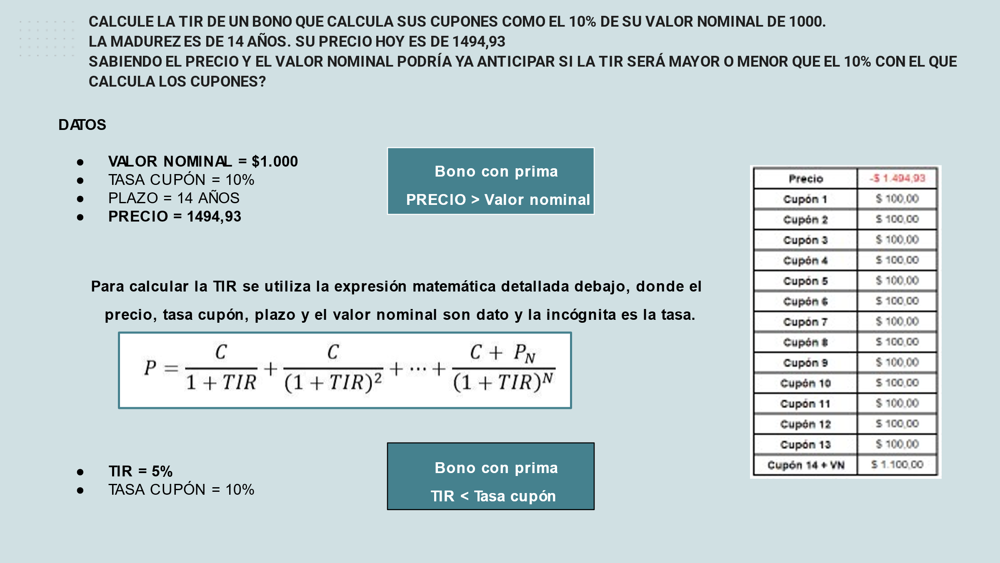 CALCULE LA TIR DE UN BONO QUE CALCULA SUS CUPONES COMO EL 10% DE SU VALOR NOMINAL DE 1000.
LA MADUREZ ES DE 14 AÑOS. SU PRECIO HOY ES DE 1494,93
SABIENDO EL PRECIO Y EL VALOR NOMINAL PODRÍA YA ANTICIPAR SI LA TIR SERÁ MAYOR O MENOR QUE EL 10% CON EL QUE
CALCULA LOS CUPONES?
DATOS
● VALOR NOMINAL = $1.000
● TASA CUPÓN = 10%
● PLAZO = 14 AÑOS
● PRECIO = 1494,93
Bono con prima
PRECIO > Valor nominal
Para calcular la TIR se utiliza la expresión matemática detallada debajo, donde el
precio, tasa cupón, plazo y el valor nominal son dato y la incógnita es la tasa.
P = C / (1 + TIR) + C / (1 + TIR)² + ⋯ + (C + P_N) / (1 + TIR)^N
● TIR = 5%
● TASA CUPÓN = 10%
Bono con prima
TIR < Tasa cupón
Precio -$ 1.494,93
Cupón 1 $ 100,00
Cupón 2 $ 100,00
Cupón 3 $ 100,00
Cupón 4 $ 100,00
Cupón 5 $ 100,00
Cupón 6 $ 100,00
Cupón 7 $ 100,00
Cupón 8 $ 100,00
Cupón 9 $ 100,00
Cupón 10 $ 100,00
Cupón 11 $ 100,00
Cupón 12 $ 100,00
Cupón 13 $ 100,00
Cupón 14 + VN $ 1.100,00